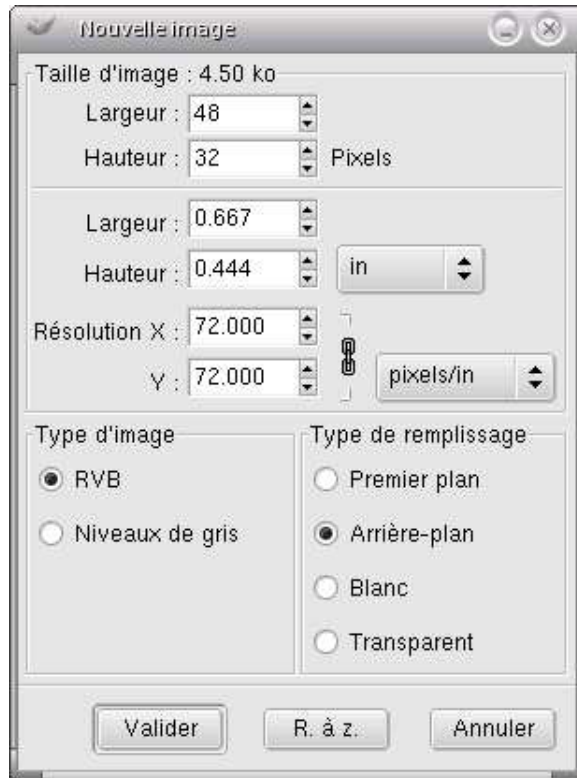 Nouvelle image
Taille d'image : 4.50 ko
Largeur : 48
Hauteur : 32 Pixels
Largeur : 0.667
Hauteur : 0.444 in
Résolution X : 72.000
Y : 72.000 pixels/in
Type d'image
RVB
Niveaux de gris
Type de remplissage
Premier plan
Arrière-plan
Blanc
Transparent
Valider R. à z. Annuler